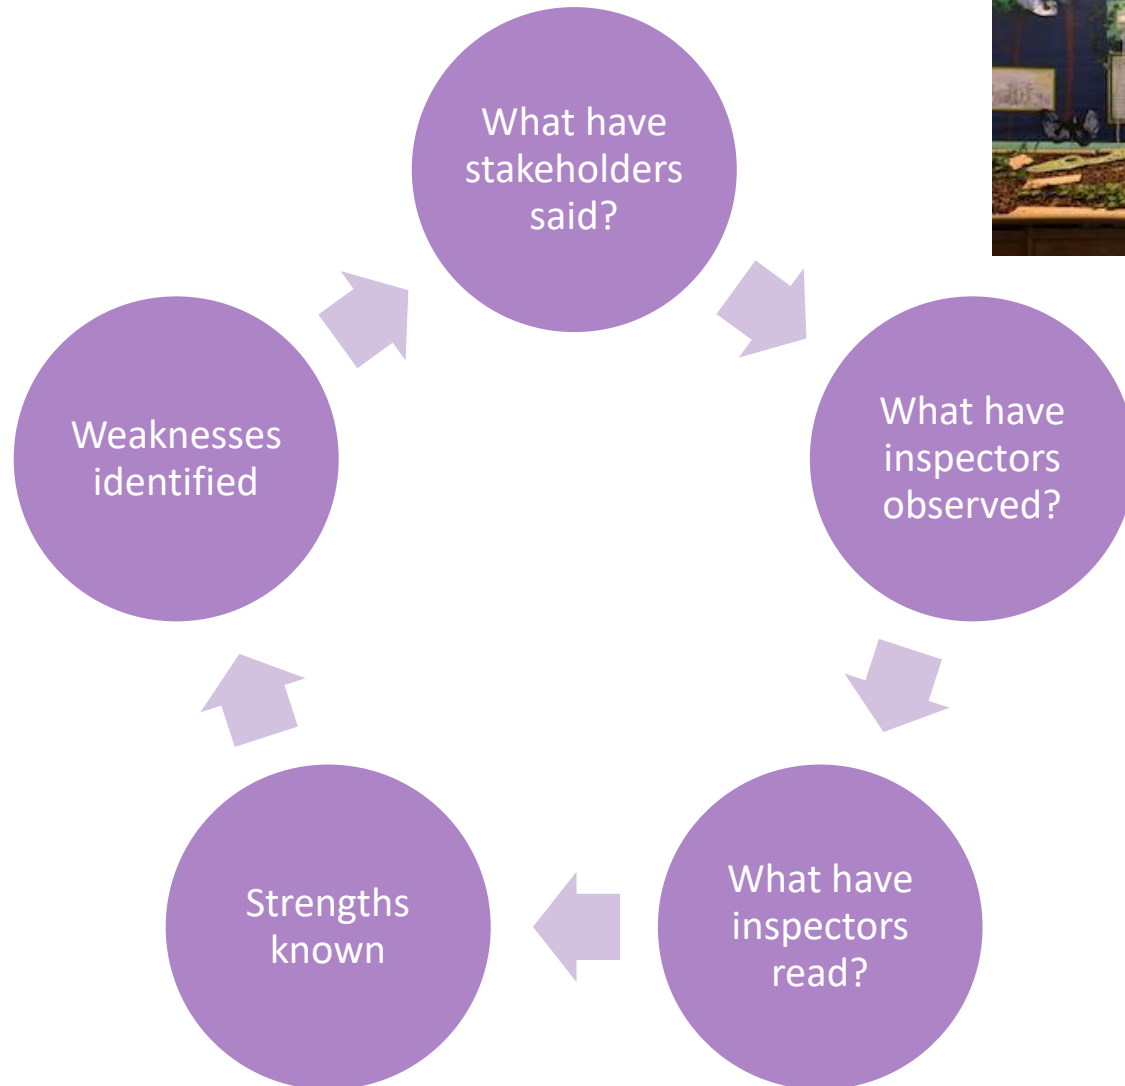 What have
stakeholders
said?
What have
inspectors
observed?
What have
inspectors
read?
Strengths
known
Weaknesses
identified